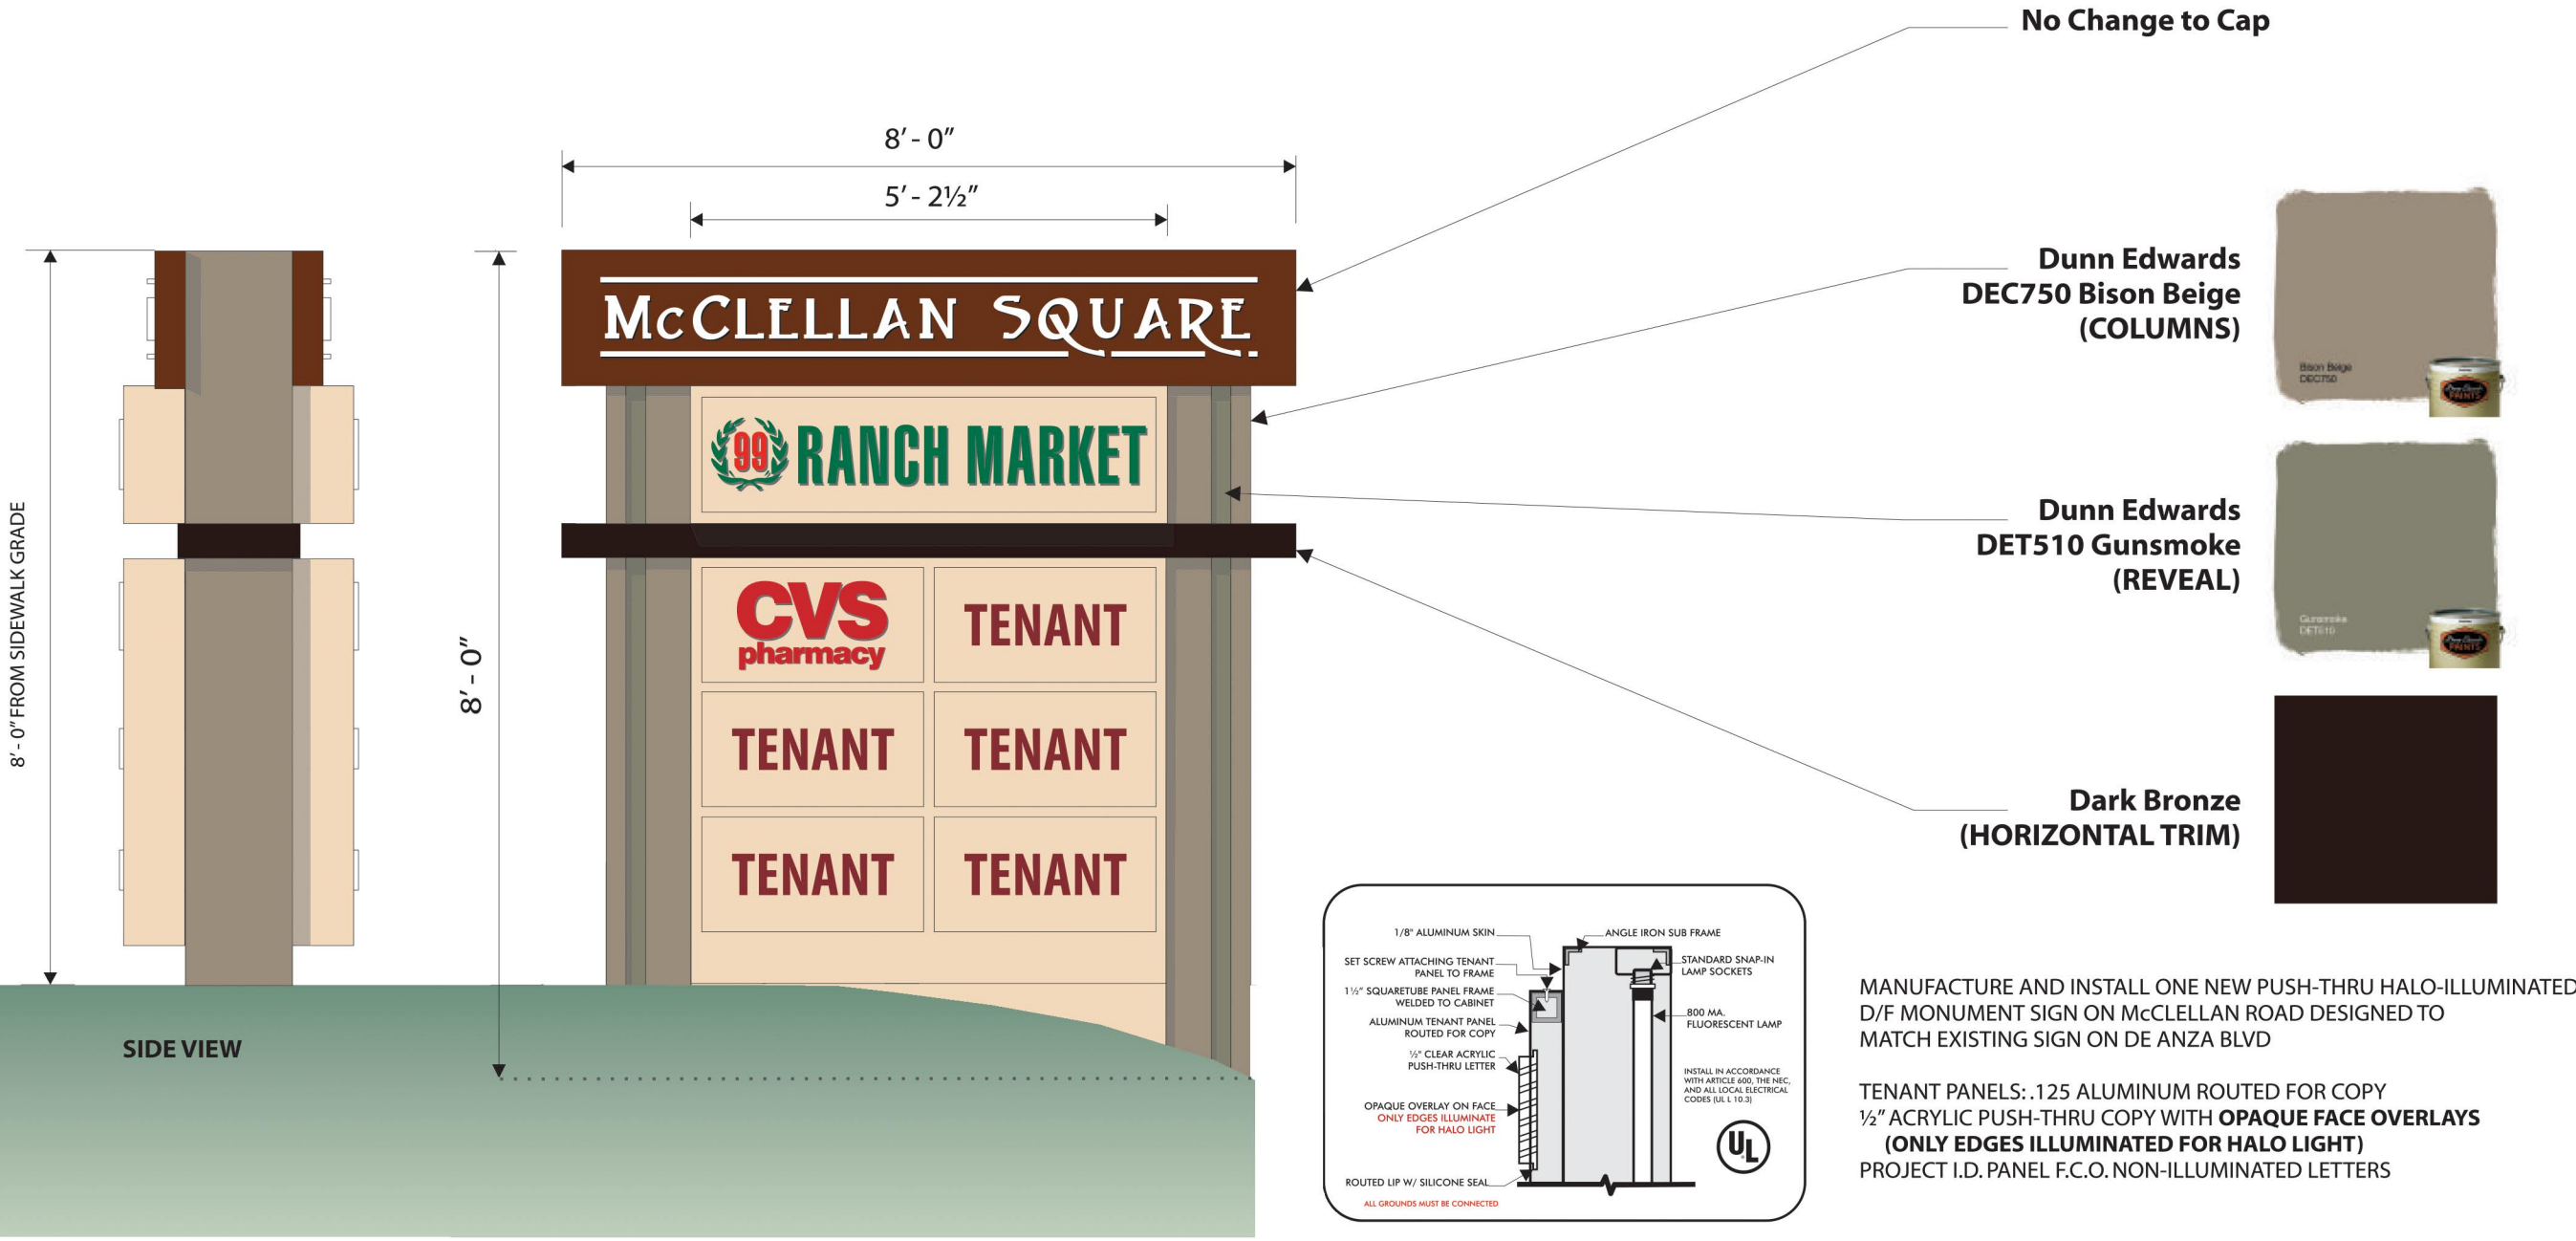 No Change to Cap
8' - 0"
5' - 2½"
McCLELLAN SQUARE
99 RANCH MARKET
CVS
pharmacy
TENANT
TENANT
TENANT
TENANT
TENANT
8' - 0" FROM SIDEWALK GRADE
8' - 0"
SIDE VIEW
Dunn Edwards
DEC750 Bison Beige
(COLUMNS)
Bison Beige
DEC750
PAINTS
Dunn Edwards
DET510 Gunsmoke
(REVEAL)
Gunsmoke
DET510
PAINTS
Dark Bronze
(HORIZONTAL TRIM)
1/8" ALUMINUM SKIN
SET SCREW ATTACHING TENANT
PANEL TO FRAME
1½" SQUARETUBE PANEL FRAME
WELDED TO CABINET
ALUMINUM TENANT PANEL
ROUTED FOR COPY
½" CLEAR ACRYLIC
PUSH-THRU LETTER
OPAQUE OVERLAY ON FACE
ONLY EDGES ILLUMINATE
FOR HALO LIGHT
ROUTED LIP W/ SILICONE SEAL
ALL GROUNDS MUST BE CONNECTED
ANGLE IRON SUB FRAME
STANDARD SNAP-IN
LAMP SOCKETS
800 MA.
FLUORESCENT LAMP
INSTALL IN ACCORDANCE
WITH ARTICLE 600, THE NEC,
AND ALL LOCAL ELECTRICAL
CODES (UL L 10.3)
UL
MANUFACTURE AND INSTALL ONE NEW PUSH-THRU HALO-ILLUMINATED
D/F MONUMENT SIGN ON McCLELLAN ROAD DESIGNED TO
MATCH EXISTING SIGN ON DE ANZA BLVD
TENANT PANELS: .125 ALUMINUM ROUTED FOR COPY
½" ACRYLIC PUSH-THRU COPY WITH OPAQUE FACE OVERLAYS
(ONLY EDGES ILLUMINATED FOR HALO LIGHT)
PROJECT I.D. PANEL F.C.O. NON-ILLUMINATED LETTERS